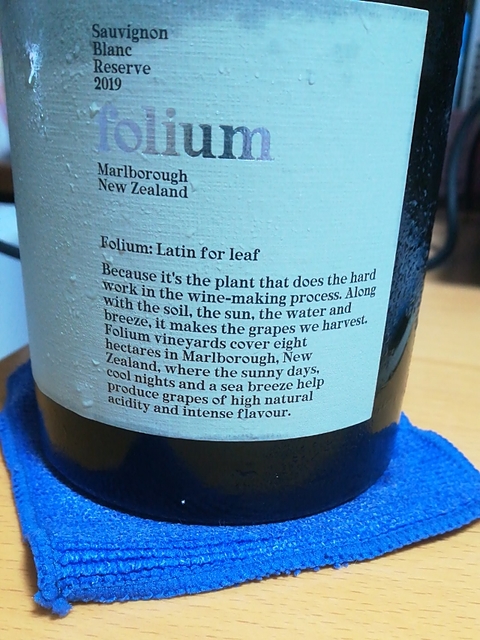 Sauvignon
Blanc
Reserve
2019
folium
Marlborough
New Zealand
Folium: Latin for leaf
Because it's the plant that does the hard
work in the wine-making process. Along
with the soil, the sun, the water and
breeze, it makes the grapes we harvest.
Folium vineyards cover eight
hectares in Marlborough, New
Zealand, where the sunny days,
cool nights and a sea breeze help
produce grapes of high natural
acidity and intense flavour.